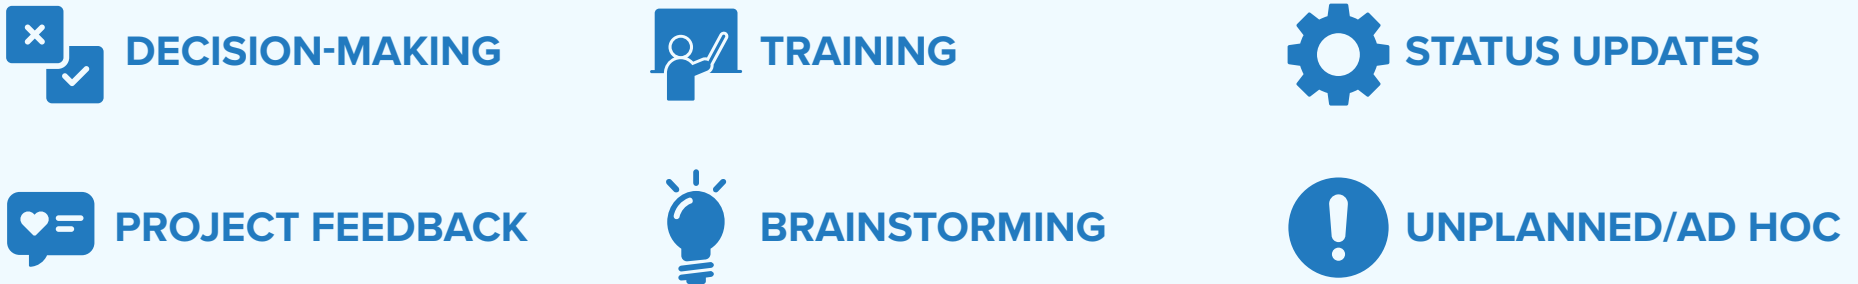 DECISION-MAKING
TRAINING
STATUS UPDATES
PROJECT FEEDBACK
BRAINSTORMING
UNPLANNED/AD HOC